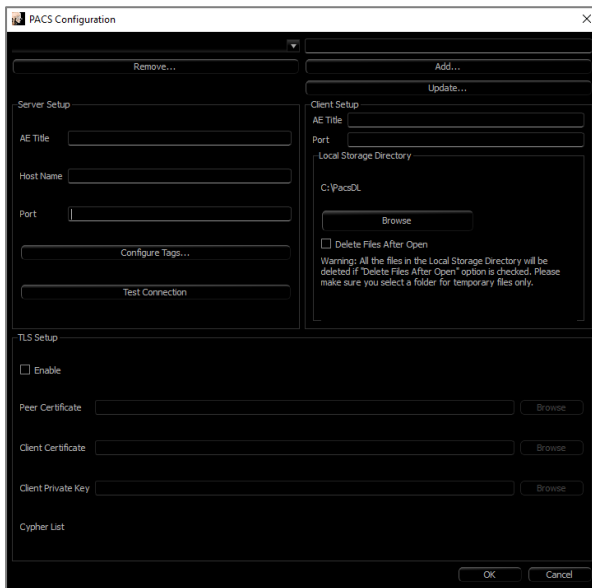 PACS Configuration
Remove...
Add...
Update...
Server Setup
AE Title
Host Name
Port
Configure Tags...
Test Connection
Client Setup
AE Title
Port
Local Storage Directory
C:\PacsDL
Browse
Delete Files After Open
Warning: All the files in the Local Storage Directory will be
deleted if "Delete Files After Open" option is checked. Please
make sure you select a folder for temporary files only.
TLS Setup
Enable
Peer Certificate
Browse
Client Certificate
Browse
Client Private Key
Browse
Cypher List
OK
Cancel